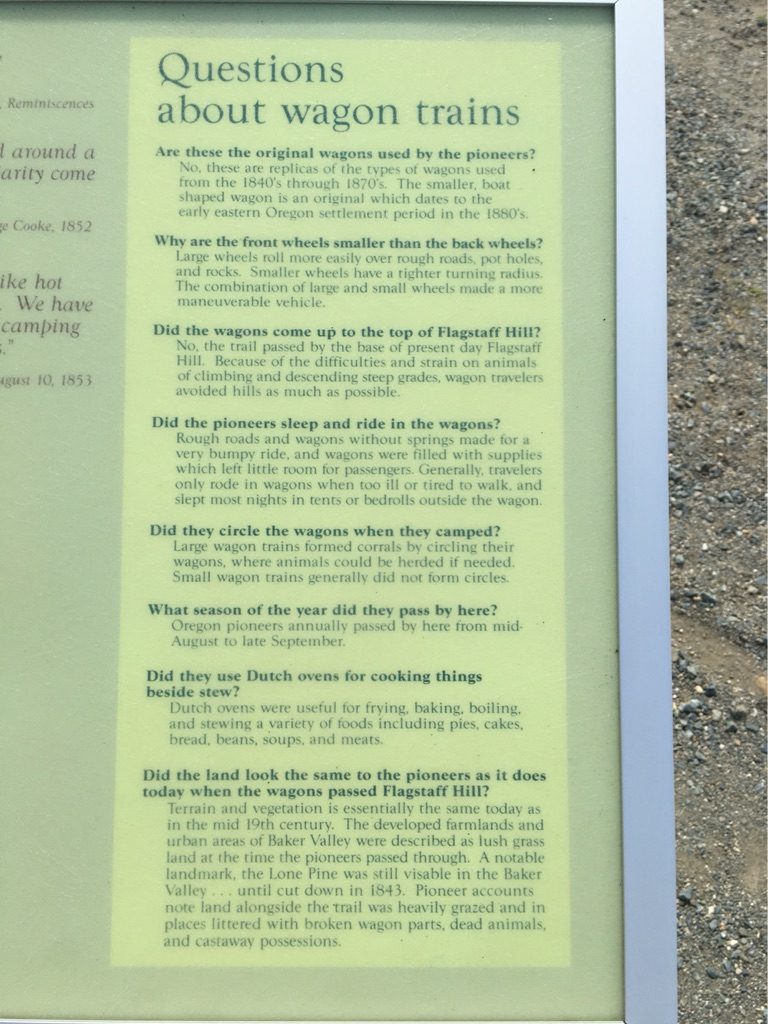 , Reminiscences
around a
arity come
ge Cooke, 1852
ike hot
. We have
camping
."
ugust 10, 1853
Questions
about wagon trains
Are these the original wagons used by the pioneers?
No, these are replicas of the types of wagons used
from the 1840's through 1870's. The smaller, boat
shaped wagon is an original which dates to the
early eastern Oregon settlement period in the 1880's.
Why are the front wheels smaller than the back wheels?
Large wheels roll more easily over rough roads, pot holes,
and rocks. Smaller wheels have a tighter turning radius.
The combination of large and small wheels made a more
maneuverable vehicle.
Did the wagons come up to the top of Flagstaff Hill?
No, the trail passed by the base of present day Flagstaff
Hill. Because of the difficulties and strain on animals
of climbing and descending steep grades, wagon travelers
avoided hills as much as possible.
Did the pioneers sleep and ride in the wagons?
Rough roads and wagons without springs made for a
very bumpy ride, and wagons were filled with supplies
which left little room for passengers. Generally, travelers
only rode in wagons when too ill or tired to walk, and
slept most nights in tents or bedrolls outside the wagon.
Did they circle the wagons when they camped?
Large wagon trains formed corrals by circling their
wagons, where animals could be herded if needed.
Small wagon trains generally did not form circles.
What season of the year did they pass by here?
Oregon pioneers annually passed by here from mid-
August to late September.
Did they use Dutch ovens for cooking things
beside stew?
Dutch ovens were useful for frying, baking, boiling,
and stewing a variety of foods including pies, cakes,
bread, beans, soups, and meats.
Did the land look the same to the pioneers as it does
today when the wagons passed Flagstaff Hill?
Terrain and vegetation is essentially the same today as
in the mid 19th century. The developed farmlands and
urban areas of Baker Valley were described as lush grass
land at the time the pioneers passed through. A notable
landmark, the Lone Pine was still visable in the Baker
Valley . . . until cut down in 1843. Pioneer accounts
note land alongside the trail was heavily grazed and in
places littered with broken wagon parts, dead animals,
and castaway possessions.